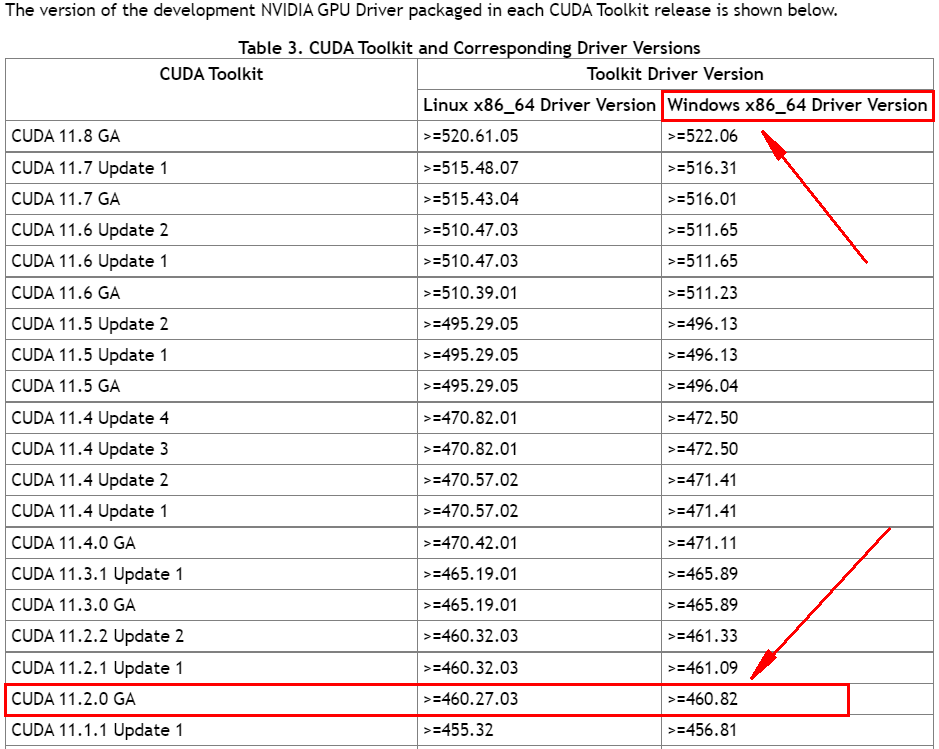 The version of the development NVIDIA GPU Driver packaged in each CUDA Toolkit release is shown below.
Table 3. CUDA Toolkit and Corresponding Driver Versions
CUDA Toolkit Toolkit Driver Version
Linux x86_64 Driver Version Windows x86_64 Driver Version
CUDA 11.8 GA >=520.61.05 >=522.06
CUDA 11.7 Update 1 >=515.48.07 >=516.31
CUDA 11.7 GA >=515.43.04 >=516.01
CUDA 11.6 Update 2 >=510.47.03 >=511.65
CUDA 11.6 Update 1 >=510.47.03 >=511.65
CUDA 11.6 GA >=510.39.01 >=511.23
CUDA 11.5 Update 2 >=495.29.05 >=496.13
CUDA 11.5 Update 1 >=495.29.05 >=496.13
CUDA 11.5 GA >=495.29.05 >=496.04
CUDA 11.4 Update 4 >=470.82.01 >=472.50
CUDA 11.4 Update 3 >=470.82.01 >=472.50
CUDA 11.4 Update 2 >=470.57.02 >=471.41
CUDA 11.4 Update 1 >=470.57.02 >=471.41
CUDA 11.4.0 GA >=470.42.01 >=471.11
CUDA 11.3.1 Update 1 >=465.19.01 >=465.89
CUDA 11.3.0 GA >=465.19.01 >=465.89
CUDA 11.2.2 Update 2 >=460.32.03 >=461.33
CUDA 11.2.1 Update 1 >=460.32.03 >=461.09
CUDA 11.2.0 GA >=460.27.03 >=460.82
CUDA 11.1.1 Update 1 >=455.32 >=456.81